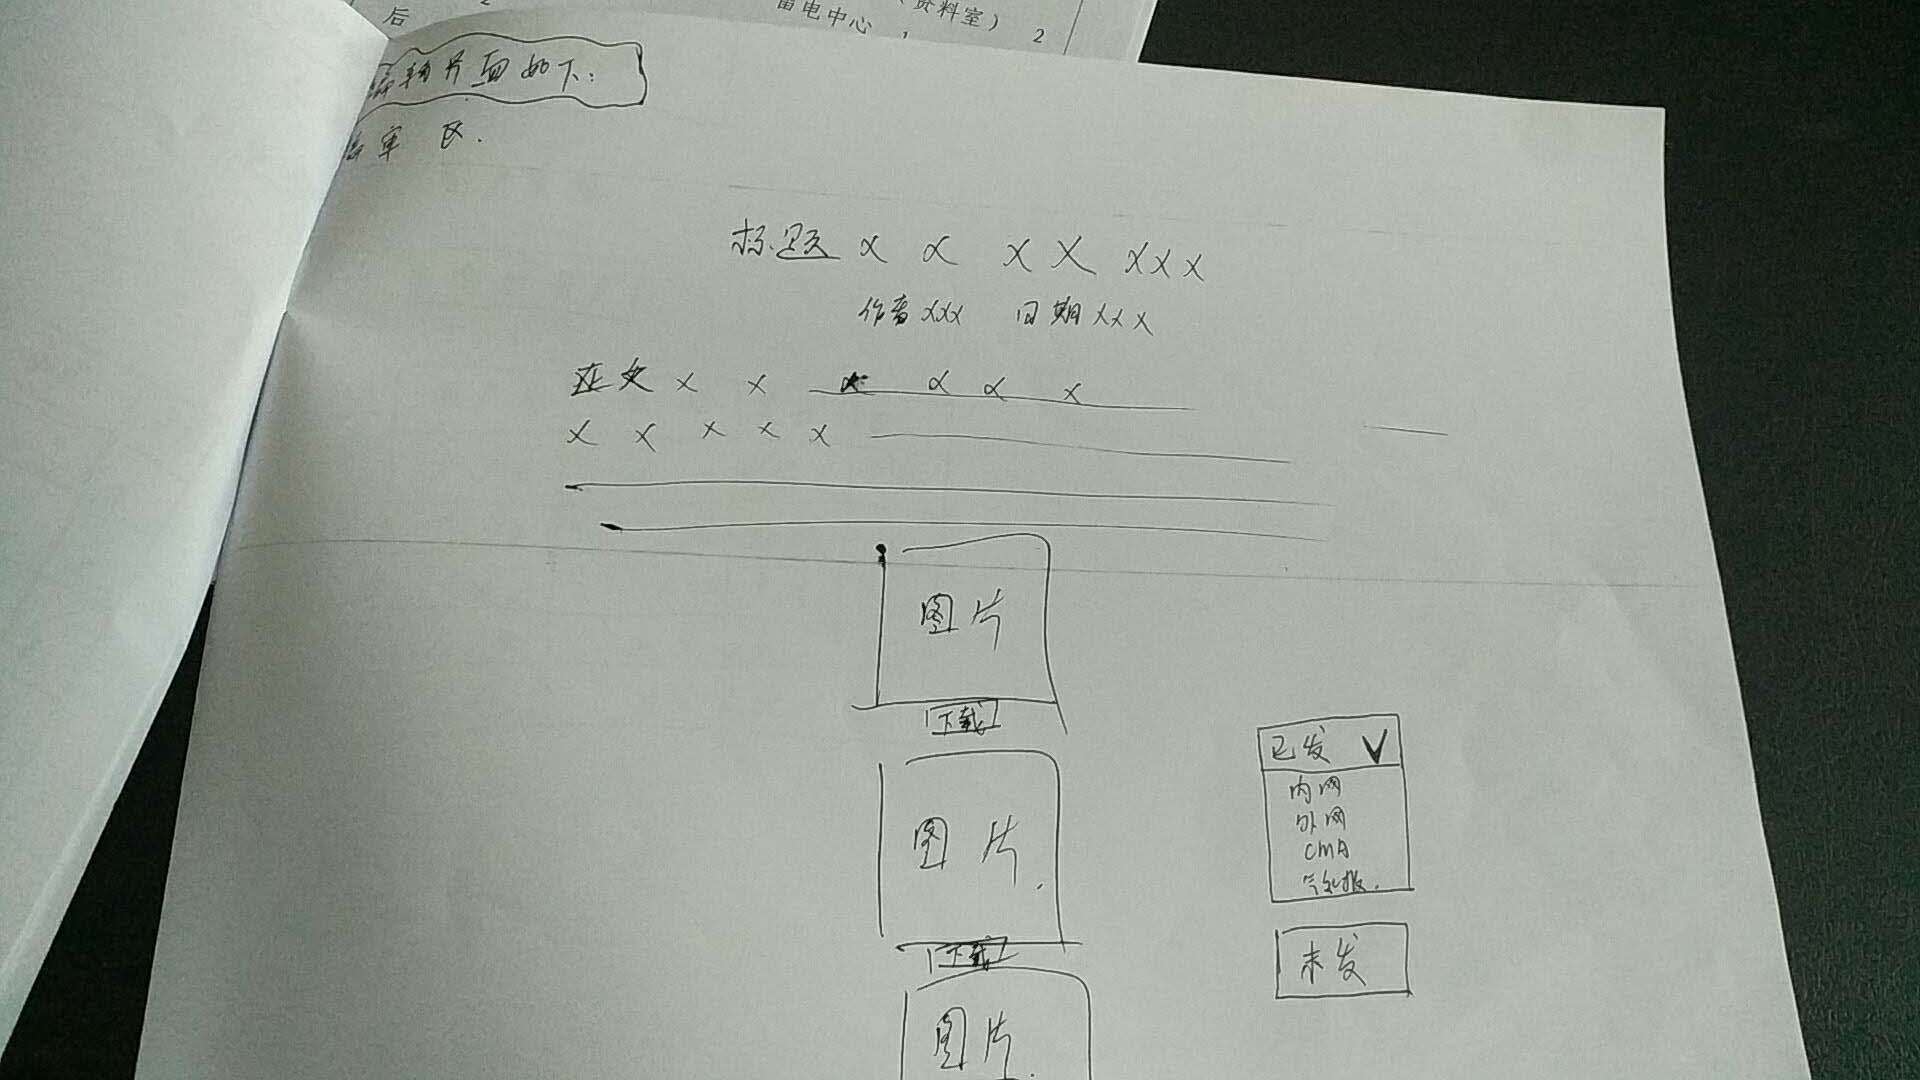 后 2 雷电中心 1 (资料室) 2
编辑界面如下:
编审区.
标题 X X X X X X X
作者 XXX 日期 XXX
正文 X X X X X X
X X X X X
图片
下载
图片
下载
图片
已发 ✓
内网
外网
CMA
气象报.
未发